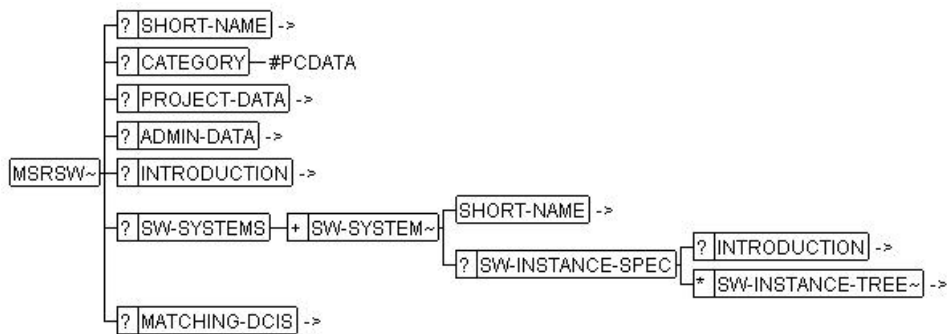 ? SHORT-NAME ->
? CATEGORY #PCDATA
? PROJECT-DATA ->
? ADMIN-DATA ->
MSRSW~ ? INTRODUCTION ->
SHORT-NAME ->
? SW-SYSTEMS + SW-SYSTEM~
? INTRODUCTION ->
? SW-INSTANCE-SPEC
* SW-INSTANCE-TREE~ ->
? MATCHING-DCIS ->